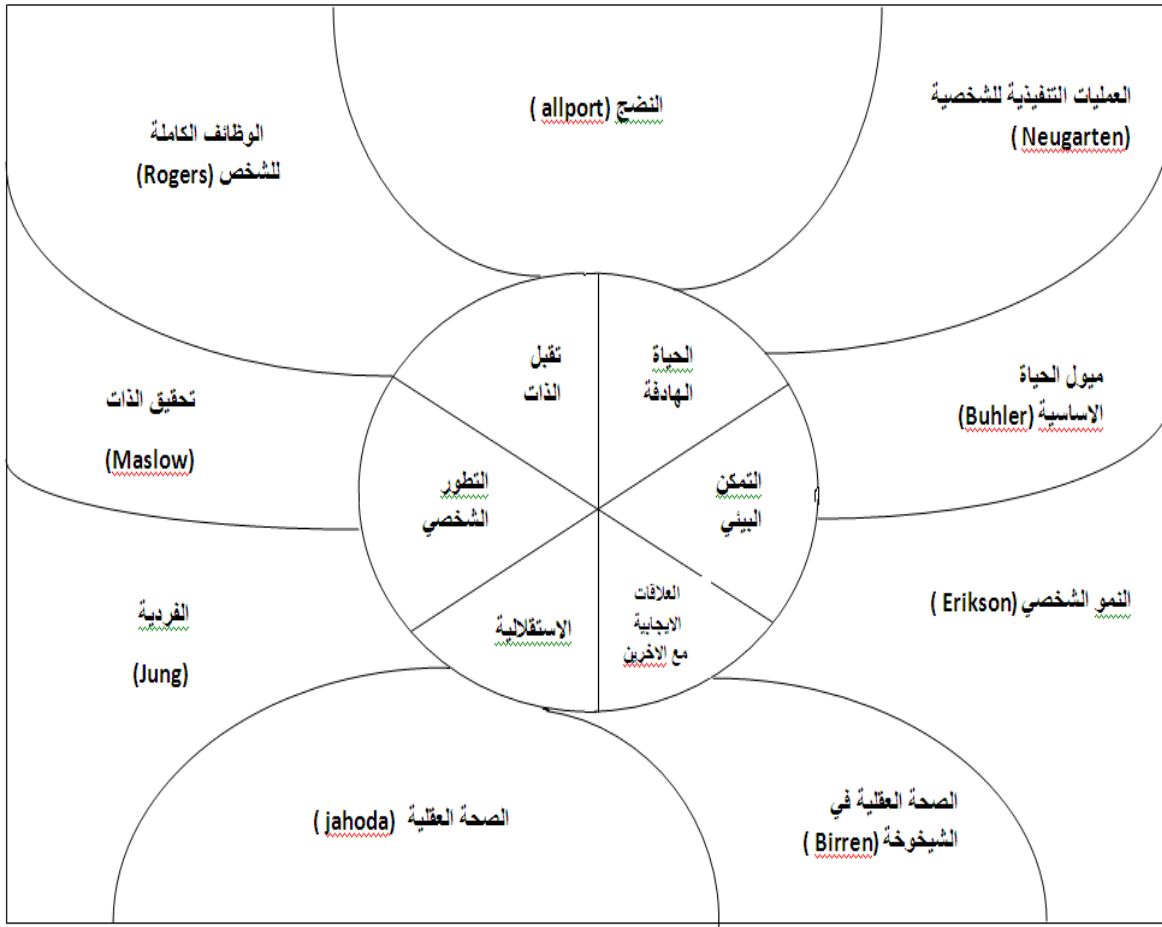 النضج (allport )
العمليات التنفيذية للشخصية
(Neugarten )
الوظائف الكاملة
للشخص (Rogers)
الحياة
الهادفة
تقبل
الذات
ميول الحياة
الاساسية (Buhler)
تحقيق الذات
(Maslow)
التمكن
البيئي
التطور
الشخصي
العلاقات
الايجابية
مع الاخرين
الاستقلالية
النمو الشخصي (Erikson )
الفردية
(Jung)
الصحة العقلية في
الشيخوخة (Birren )
الصحة العقلية (jahoda )